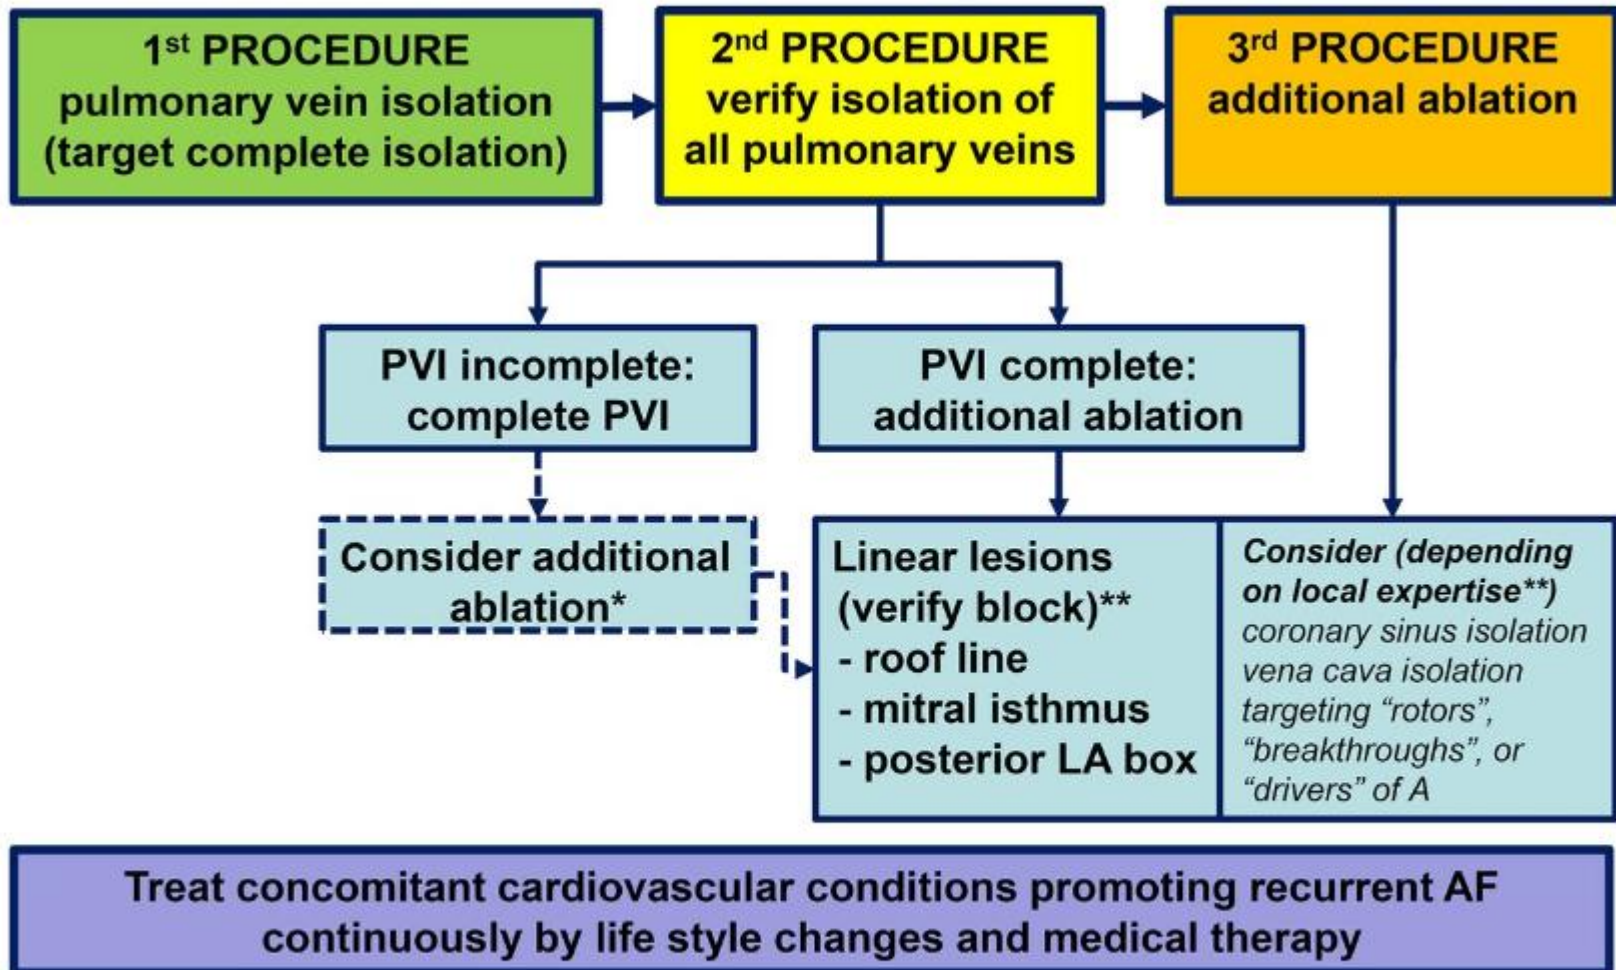 1st PROCEDURE
pulmonary vein isolation
(target complete isolation)
2nd PROCEDURE
verify isolation of
all pulmonary veins
3rd PROCEDURE
additional ablation
PVI incomplete:
complete PVI
PVI complete:
additional ablation
Consider additional
ablation*
Linear lesions
(verify block)**
- roof line
- mitral isthmus
- posterior LA box
Consider (depending
on local expertise**)
coronary sinus isolation
vena cava isolation
targeting “rotors”,
“breakthroughs”, or
“drivers” of A
Treat concomitant cardiovascular conditions promoting recurrent AF
continuously by life style changes and medical therapy